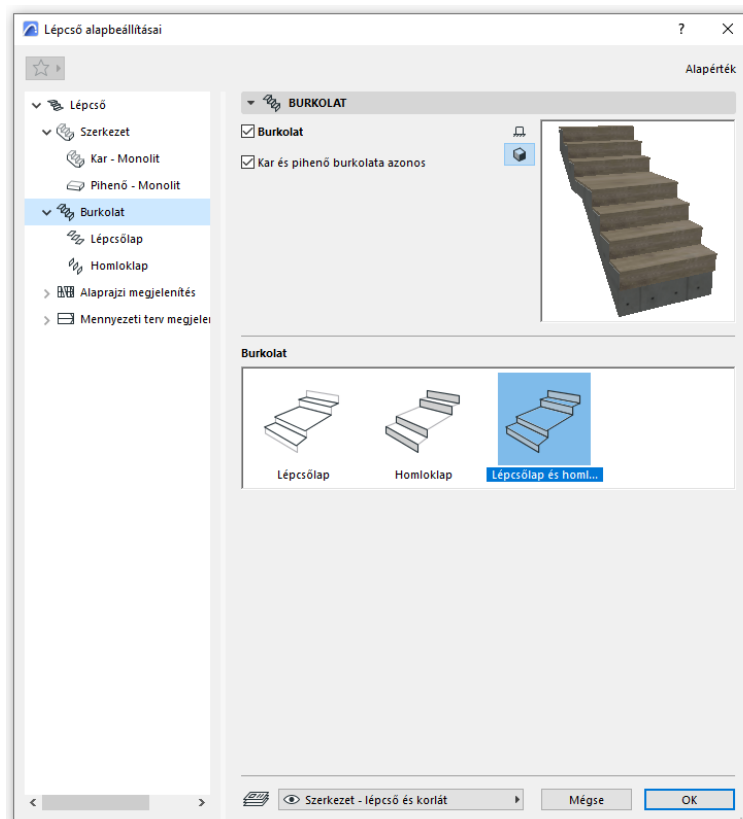 Lépcső alapbeállításai
?
Alapérték
Lépcső
Szerkezet
Kar - Monolit
Pihenő - Monolit
Burkolat
Lépcsőlap
Homloklap
Alaprajzi megjelenítés
Mennyezeti terv megjele
BURKOLAT
Burkolat
Kar és pihenő burkolata azonos
Burkolat
Lépcsőlap
Homloklap
Lépcsőlap és homl...
Szerkezet - lépcső és korlát
Mégse
OK